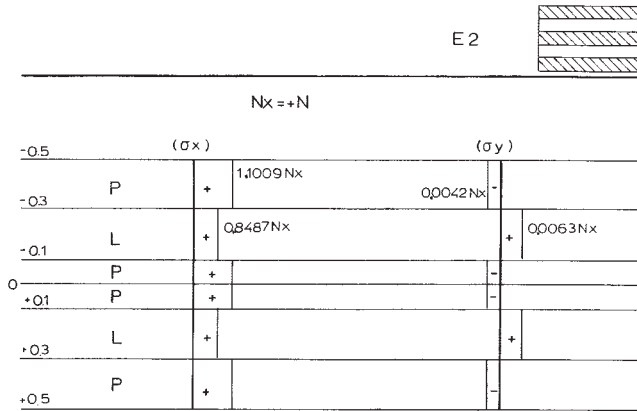 E2
Nx = +N
(σx) (σy)
-0.5
P + 1,1009Nx 0,0042Nx -
-0.3
L + 0,8487Nx + 0,0063Nx
-0.1
P + -
0
P + -
+0.1
L + +
+0.3
P + -
+0.5